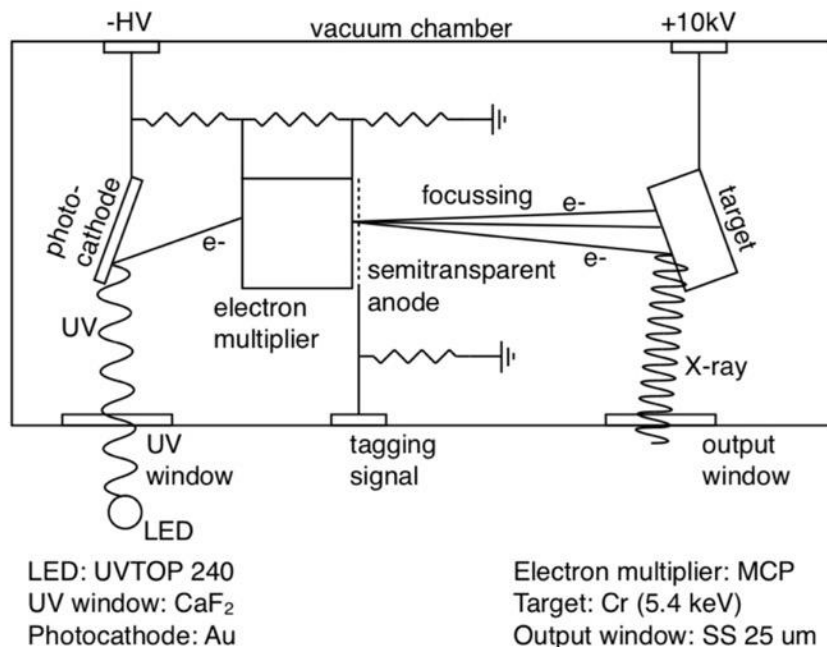 -HV
vacuum chamber
+10kV
photo-
cathode
e-
focussing
e-
target
e-
semitransparent
anode
electron
multiplier
UV
X-ray
UV
window
tagging
signal
output
window
LED
LED: UVTOP 240
UV window: CaF₂
Photocathode: Au
Electron multiplier: MCP
Target: Cr (5.4 keV)
Output window: SS 25 um